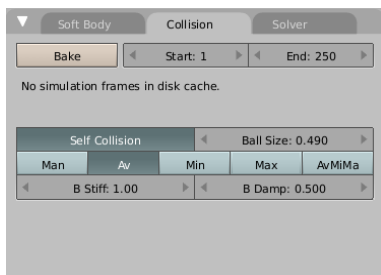 Soft Body Collision Solver
Bake Start: 1 End: 250
No simulation frames in disk cache.
Self Collision Ball Size: 0.490
Man Av Min Max AvMiMa
B Stiff: 1.00 B Damp: 0.500